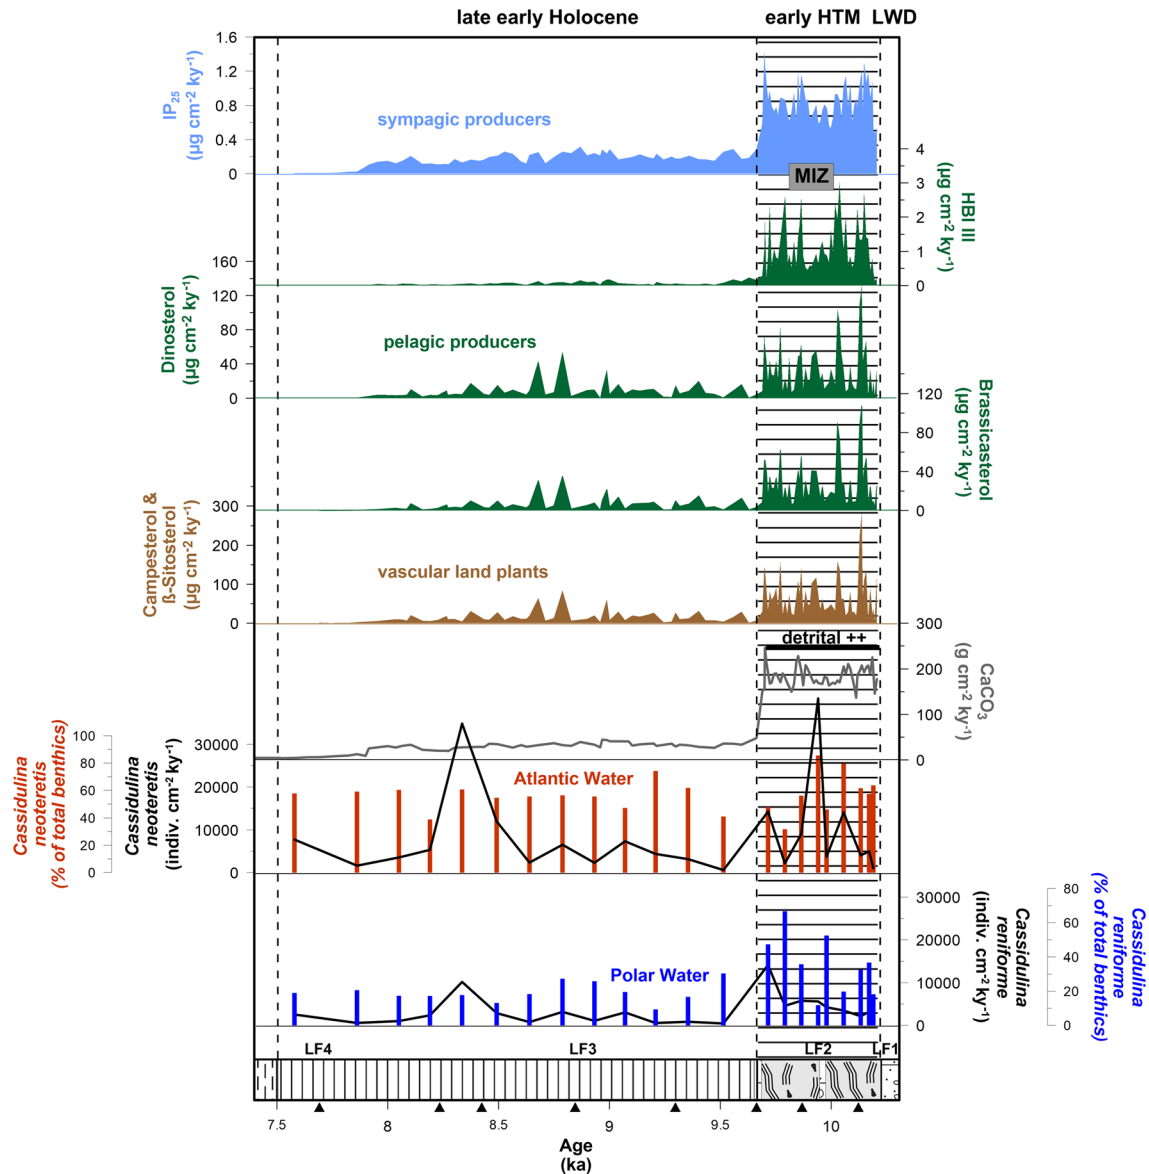 late early Holocene
early HTM LWD
1.6
1.2
0.8
0.4
0
IP25
(µg cm-2 ky-1)
sympagic producers
MIZ
4
3
2
1
0
HBI III
(µg cm-2 ky-1)
160
120
80
40
0
Dinosterol
(µg cm-2 ky-1)
pelagic producers
120
80
40
0
Brassicasterol
(µg cm-2 ky-1)
300
200
100
0
Campesterol &
ß-Sitosterol
(µg cm-2 ky-1)
vascular land plants
detrital ++
300
200
100
0
CaCO3
(g cm-2 ky-1)
100
80
60
40
20
0
Cassidulina
neoteretis
(% of total benthics)
Cassidulina
neoteretis
(indiv. cm-2 ky-1)
30000
20000
10000
0
Atlantic Water
Polar Water
30000
20000
10000
0
Cassidulina
reniforme
(indiv. cm-2 ky-1)
80
60
40
20
0
Cassidulina
reniforme
(% of total benthics)
LF4
LF3
LF2
LF1
7.5
8
8.5
9
9.5
10
Age
(ka)